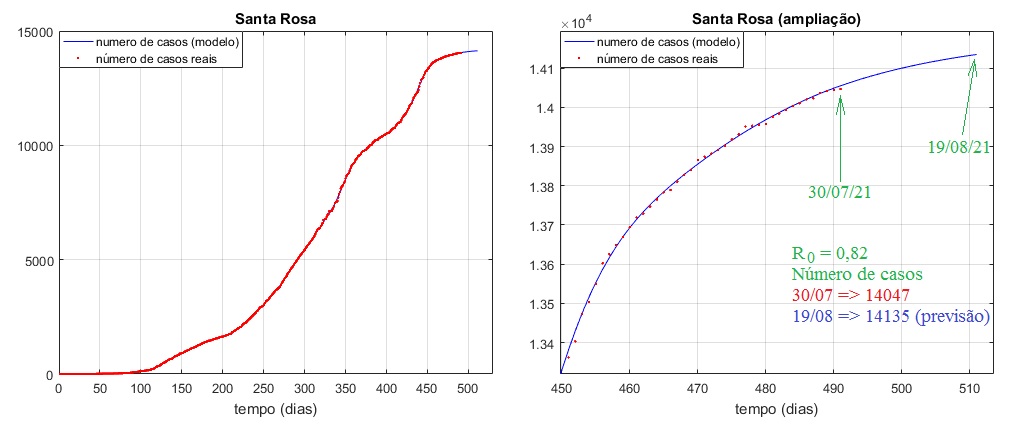 Santa Rosa
numero de casos (modelo)
número de casos reais
15000
10000
5000
0
0 50 100 150 200 250 300 350 400 450 500
tempo (dias)
Santa Rosa (ampliação)
×10^4
numero de casos (modelo)
número de casos reais
1.41
1.4
1.39
1.38
1.37
1.36
1.35
1.34
19/08/21
30/07/21
R0 = 0,82
Número de casos
30/07 => 14047
19/08 => 14135 (previsão)
450 460 470 480 490 500 510
tempo (dias)